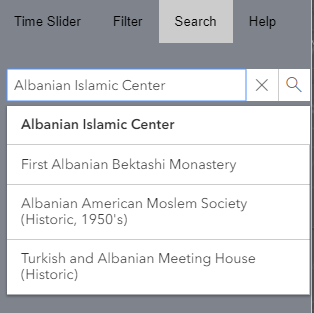 Time Slider Filter Search Help
Albanian Islamic Center
Albanian Islamic Center
First Albanian Bektashi Monastery
Albanian American Moslem Society
(Historic, 1950's)
Turkish and Albanian Meeting House
(Historic)